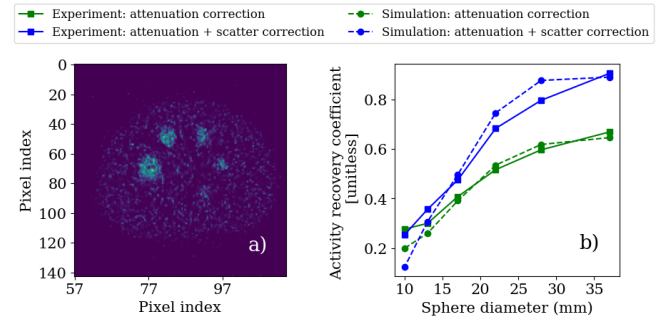 Experiment: attenuation correction
Simulation: attenuation correction
Experiment: attenuation + scatter correction
Simulation: attenuation + scatter correction
0
20
40
60
80
100
120
140
Pixel index
57
77
97
Pixel index
a)
Activity recovery coefficient
[unitless]
0.8
0.6
0.4
0.2
10
15
20
25
30
35
Sphere diameter (mm)
b)